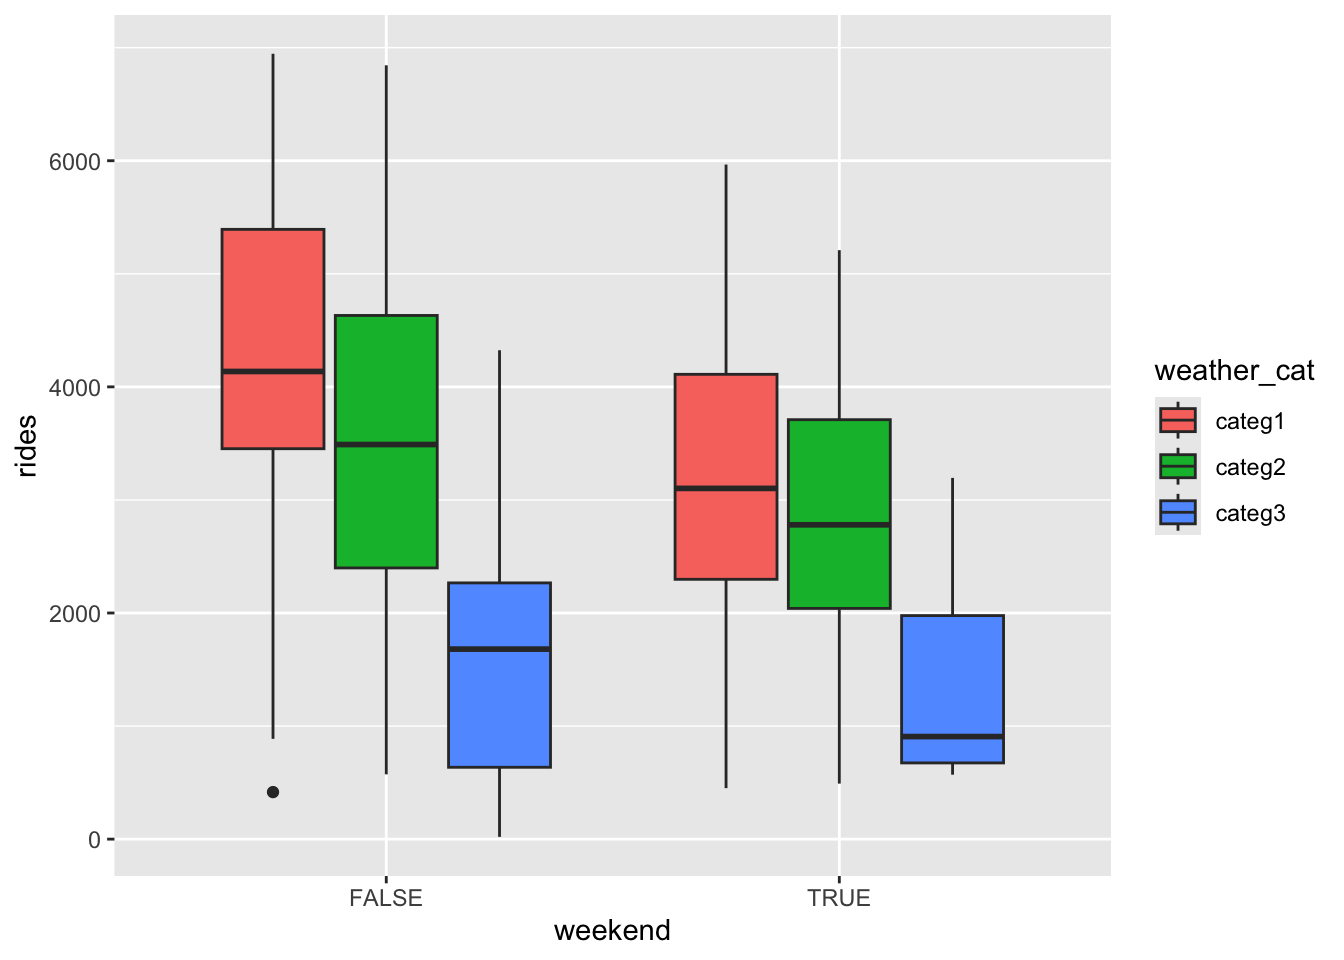 6000
4000
2000
0
rides
FALSE
TRUE
weekend
weather_cat
categ1
categ2
categ3